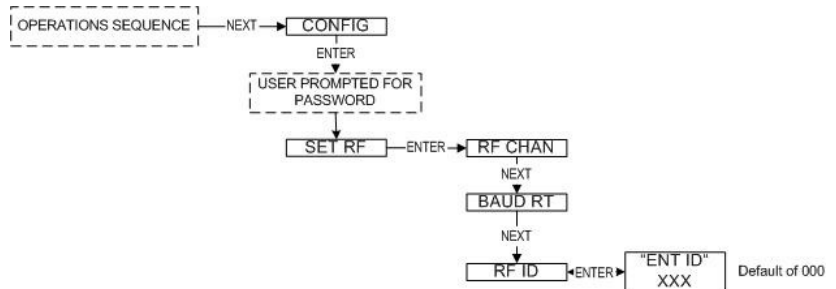 OPERATIONS SEQUENCE
NEXT
CONFIG
ENTER
USER PROMPTED FOR
PASSWORD
SET RF
ENTER
RF CHAN
NEXT
BAUD RT
NEXT
RF ID
ENTER
"ENT ID"
XXX
Default of 000